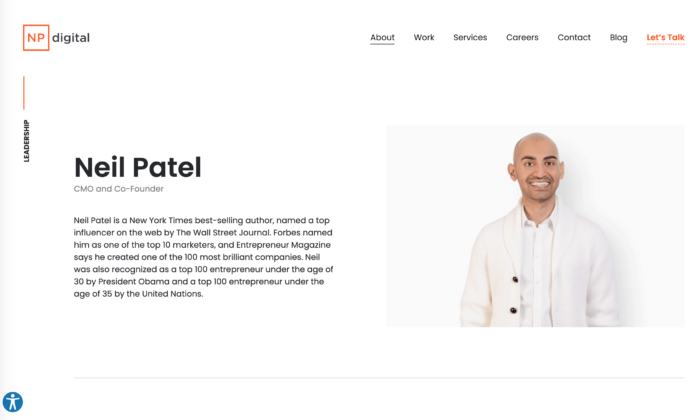 NP digital
About Work Services Careers Contact Blog Let's Talk
LEADERSHIP
Neil Patel
CMO and Co-Founder
Neil Patel is a New York Times best-selling author, named a top
influencer on the web by The Wall Street Journal. Forbes named
him as one of the top 10 marketers, and Entrepreneur Magazine
says he created one of the 100 most brilliant companies. Neil
was also recognized as a top 100 entrepreneur under the age of
30 by President Obama and a top 100 entrepreneur under the
age of 35 by the United Nations.